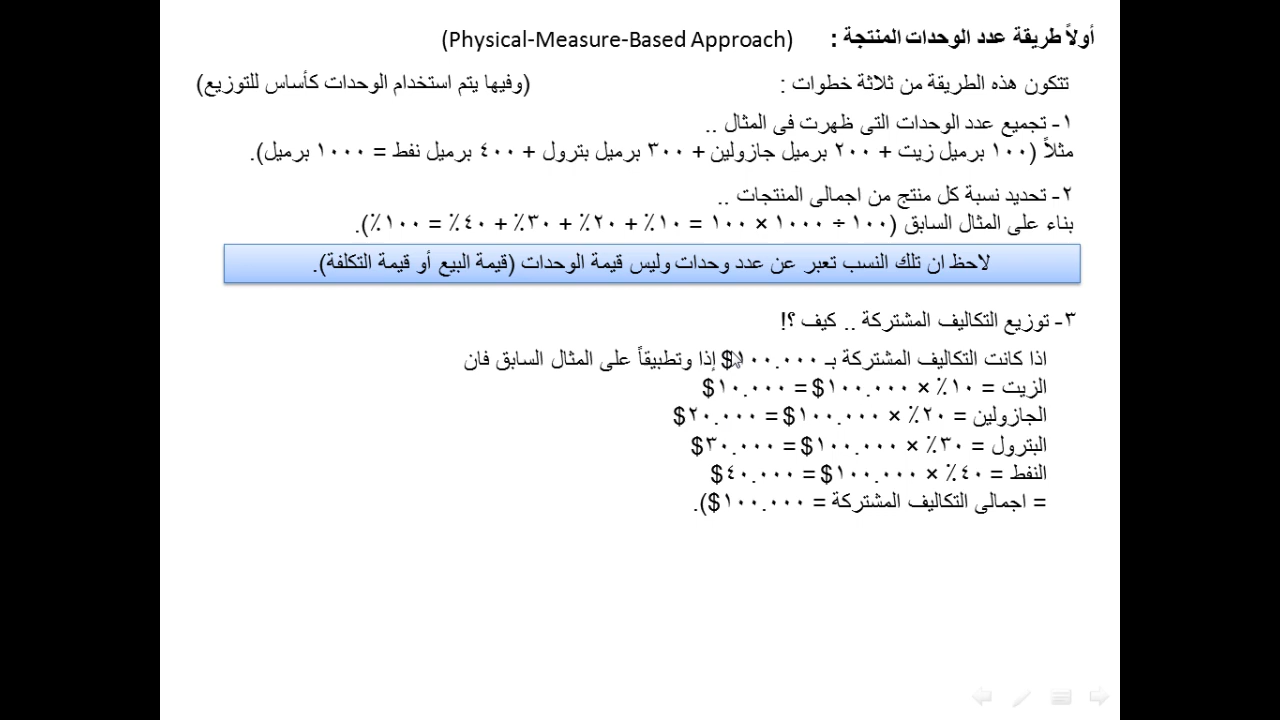 أولاً طريقة عدد الوحدات المنتجة : (Physical-Measure-Based Approach)
تتكون هذه الطريقة من ثلاثة خطوات : (وفيها يتم استخدام الوحدات كأساس للتوزيع)
١- تجميع عدد الوحدات التى ظهرت فى المثال ..
مثلاً (١٠٠ برميل زيت + ٢٠٠ برميل جازولين + ٣٠٠ برميل بترول + ٤٠٠ برميل نفط = ١٠٠٠ برميل).
٢- تحديد نسبة كل منتج من اجمالى المنتجات ..
بناء على المثال السابق (١٠٠ ÷ ١٠٠٠ × ١٠٠ = ١٠٪ + ٢٠٪ + ٣٠٪ + ٤٠٪ = ١٠٠٪).
لاحظ ان تلك النسب تعبر عن عدد وحدات وليس قيمة الوحدات (قيمة البيع أو قيمة التكلفة).
٣- توزيع التكاليف المشتركة .. كيف ؟!
اذا كانت التكاليف المشتركة بـ ١٠٠.٠٠٠$ إذا وتطبيقاً على المثال السابق فان
الزيت = ١٠٪ × ١٠٠.٠٠٠$ = ١٠.٠٠٠$
الجازولين = ٢٠٪ × ١٠٠.٠٠٠$ = ٢٠.٠٠٠$
البترول = ٣٠٪ × ١٠٠.٠٠٠$ = ٣٠.٠٠٠$
النفط = ٤٠٪ × ١٠٠.٠٠٠$ = ٤٠.٠٠٠$
= اجمالى التكاليف المشتركة = ١٠٠.٠٠٠$).